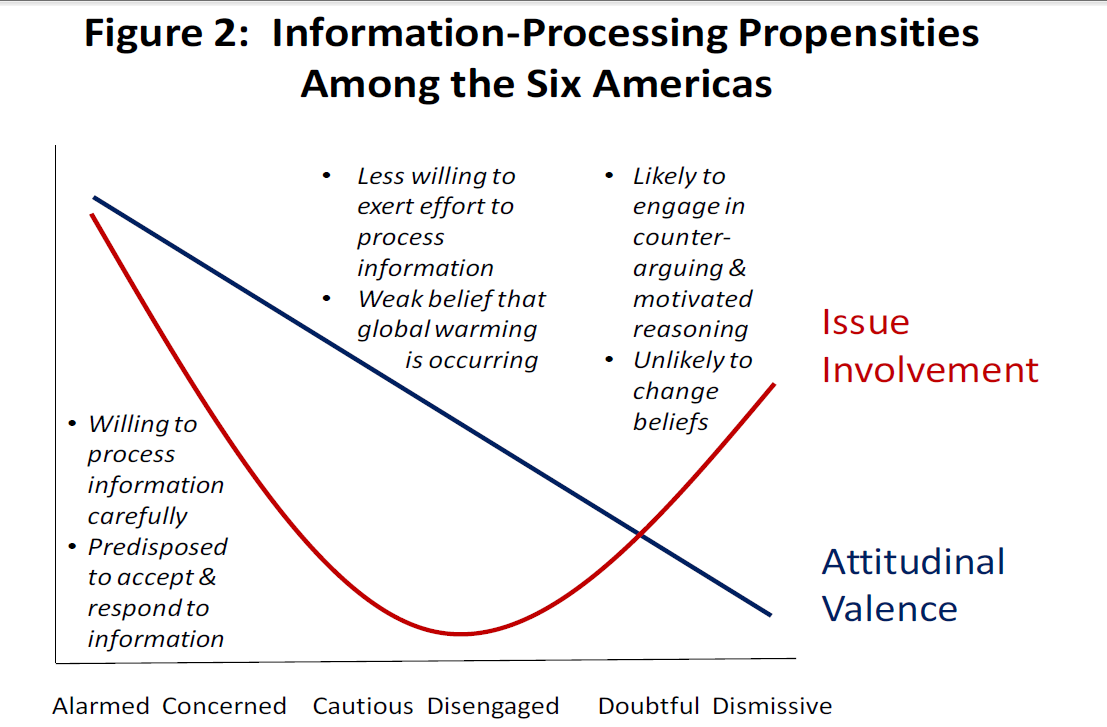 Figure 2:  Information-Processing Propensities
Among the Six Americas
• Less willing to
exert effort to
process
information
• Weak belief that
global warming
is occurring
• Likely to
engage in
counter-
arguing &
motivated
reasoning
• Unlikely to
change
beliefs
Issue
Involvement
• Willing to
process
information
carefully
• Predisposed
to accept &
respond to
information
Attitudinal
Valence
Alarmed  Concerned  Cautious  Disengaged  Doubtful  Dismissive